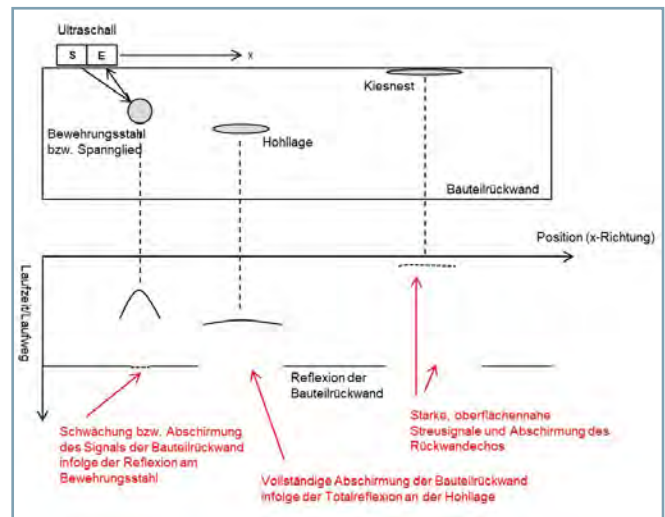 Ultraschall
S E
x
Kiesnest
Bewehrungsstahl
bzw. Spannglied
Hohllage
Bauteilrückwand
Position (x-Richtung)
Laufzeit/Laufweg
Reflexion der
Bauteilrückwand
Schwächung bzw. Abschirmung
des Signals der Bauteilrückwand
infolge der Reflexion am
Bewehrungsstahl
Vollständige Abschirmung der Bauteilrückwand
infolge der Totalreflexion an der Hohllage
Starke, oberflächennahe
Streusignale und Abschirmung des
Rückwandechos